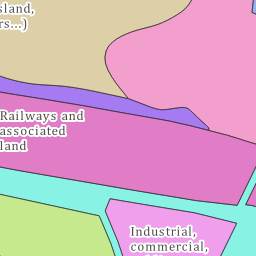 sland,
rs...)
Railways and
associated
land
Industrial,
commercial,